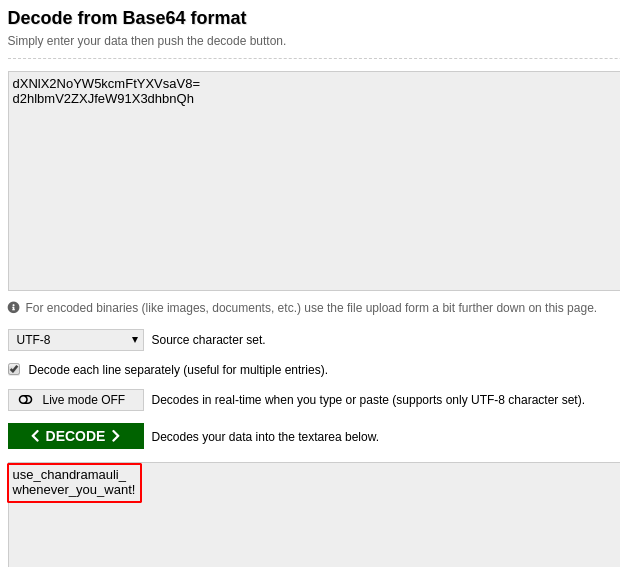 Decode from Base64 format
Simply enter your data then push the decode button.
dXNlX2NoYW5kcmFtYXVsaV8=
d2hlbmV2ZXJfeW91X3dhbnQh
For encoded binaries (like images, documents, etc.) use the file upload form a bit further down on this page.
UTF-8 Source character set.
Decode each line separately (useful for multiple entries).
Live mode OFF Decodes in real-time when you type or paste (supports only UTF-8 character set).
DECODE Decodes your data into the textarea below.
use_chandramauli_
whenever_you_want!